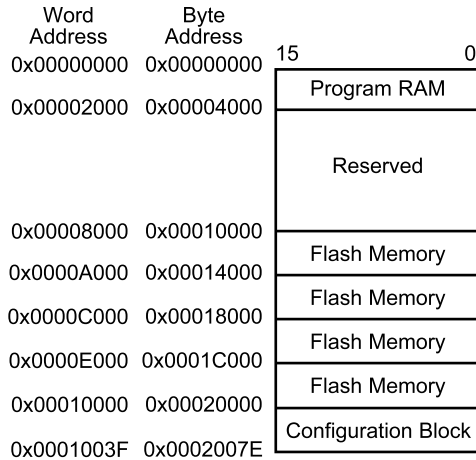 Word Address Byte Address
15 0
0x00000000 0x00000000
Program RAM
0x00002000 0x00004000
Reserved
0x00008000 0x00010000
Flash Memory
0x0000A000 0x00014000
Flash Memory
0x0000C000 0x00018000
Flash Memory
0x0000E000 0x0001C000
Flash Memory
0x00010000 0x00020000
Configuration Block
0x0001003F 0x0002007E